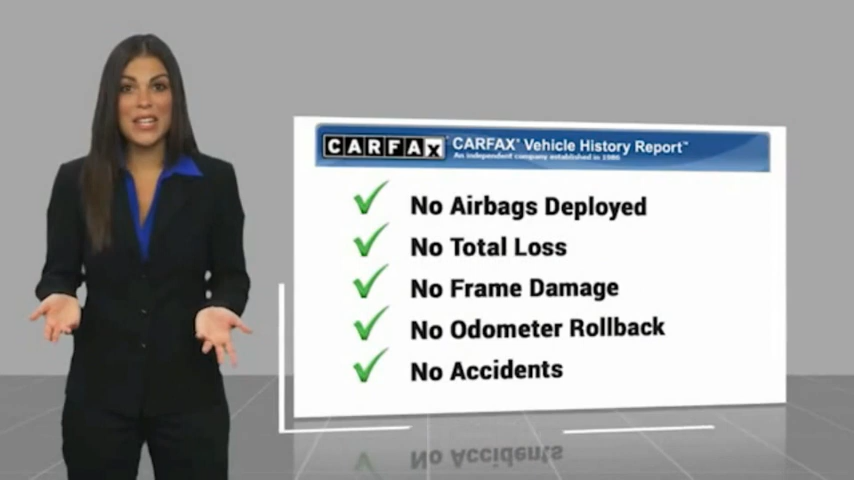 CARFAX CARFAX® Vehicle History Report™
An independent company established in 1986
No Airbags Deployed
No Total Loss
No Frame Damage
No Odometer Rollback
No Accidents
No Accidents